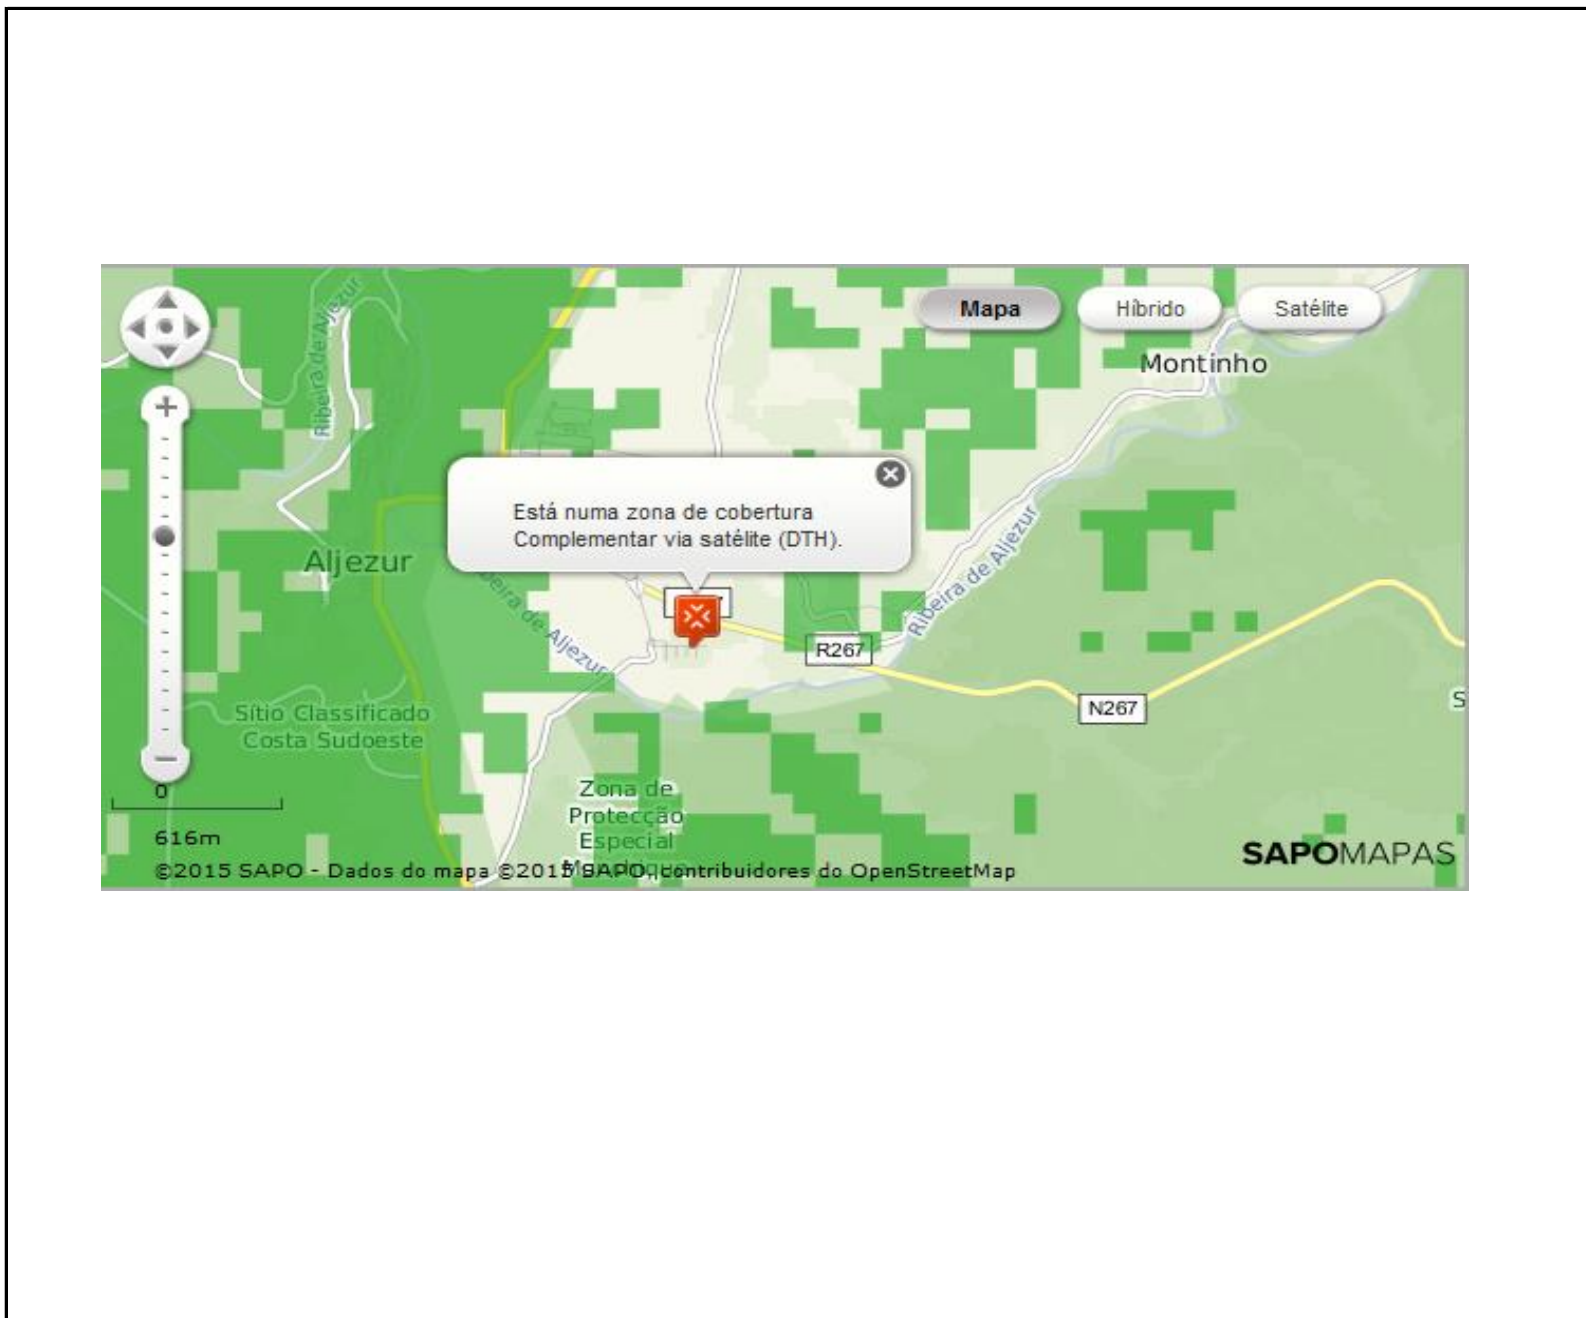 Ribeira de Aljezur
Mapa
Híbrido
Satélite
Montinho
+
Está numa zona de cobertura
Complementar via satélite (DTH).
Aljezur
Ribeira de Aljezur
Ribeira de Aljezur
R267
N267
S
Sítio Classificado
Costa Sudoeste
Zona de
Protecção
Especial
0
616m
SAPOMAPAS
©2015 SAPO - Dados do mapa ©2015 SAPO, contribuidores do OpenStreetMap